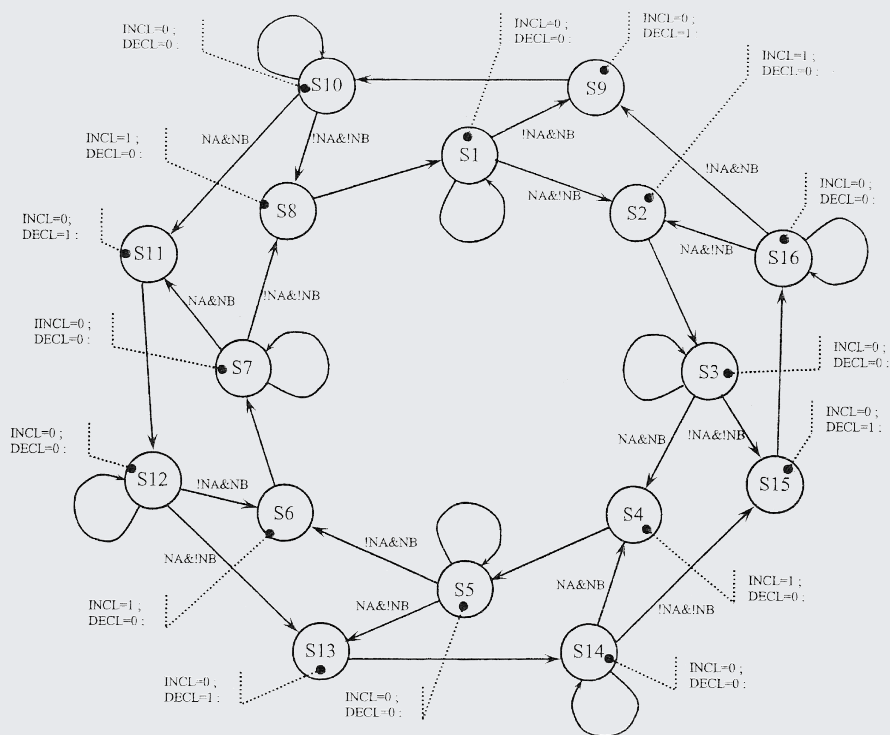 INCL=0 ;
DECL=0 :
S10
INCL=0 ;
DECL=0 :
INCL=0 ;
DECL=1 :
S9
INCL=1 ;
DECL=0 :
NA&NB
!NA&!NB
INCL=1 ;
DECL=0 :
S1
!NA&NB
NA&!NB
!NA&NB
S8
S2
INCL=0 ;
DECL=0 :
INCL=0;
DECL=1 :
S11
NA&!NB
S16
NA&NB
!NA&!NB
IINCL=0 ;
DECL=0 :
S7
S3
INCL=0 ;
DECL=0 :
INCL=0 ;
DECL=0 :
NA&NB
!NA&!NB
INCL=0 ;
DECL=1 :
S12
!NA&NB
S6
S4
S15
NA&!NB
!NA&NB
S5
NA&!NB
NA&NB
!NA&!NB
INCL=1 ;
DECL=0 :
INCL=1 ;
DECL=0 :
S13
S14
INCL=0 ;
DECL=1 :
INCL=0 ;
DECL=0 :
INCL=0 ;
DECL=0 :